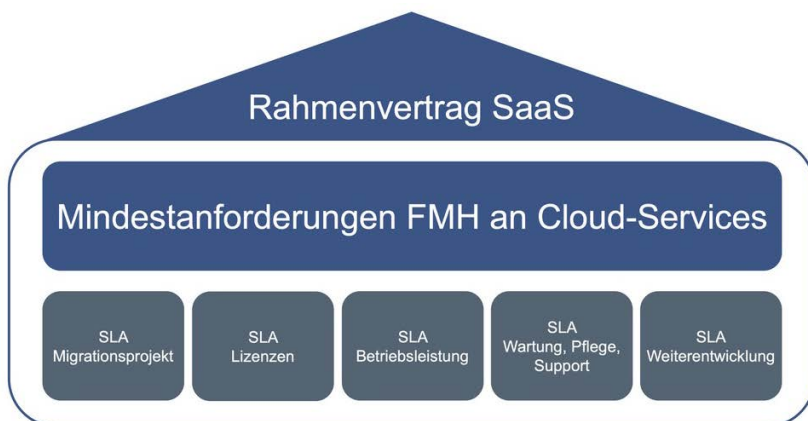 Rahmenvertrag SaaS
Mindestanforderungen FMH an Cloud-Services
SLA
Migrationsprojekt
SLA
Lizenzen
SLA
Betriebsleistung
SLA
Wartung, Pflege,
Support
SLA
Weiterentwicklung